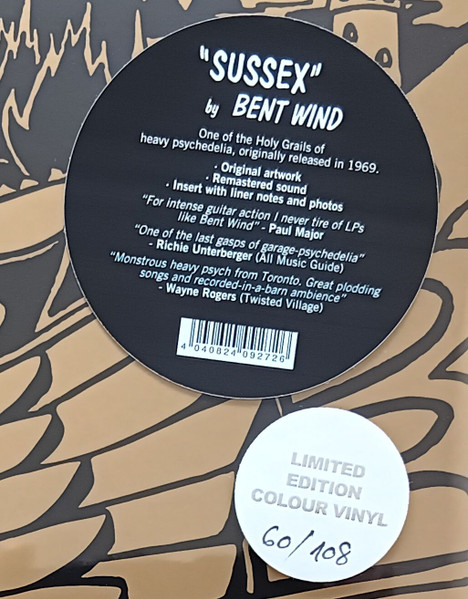 "SUSSEX"
by BENT WIND
One of the Holy Grails of
heavy psychedelia, originally released in 1969.
· Original artwork
· Remastered sound
· Insert with liner notes and photos
"For intense guitar action I never tire of LPs
like Bent Wind" - Paul Major
"One of the last gasps of garage-psychedelia"
- Richie Unterberger (All Music Guide)
"Monstrous heavy psych from Toronto. Great plodding
songs and recorded-in-a-barn ambience"
- Wayne Rogers (Twisted Village)
4 040824 092726
LIMITED
EDITION
COLOUR VINYL
60/108